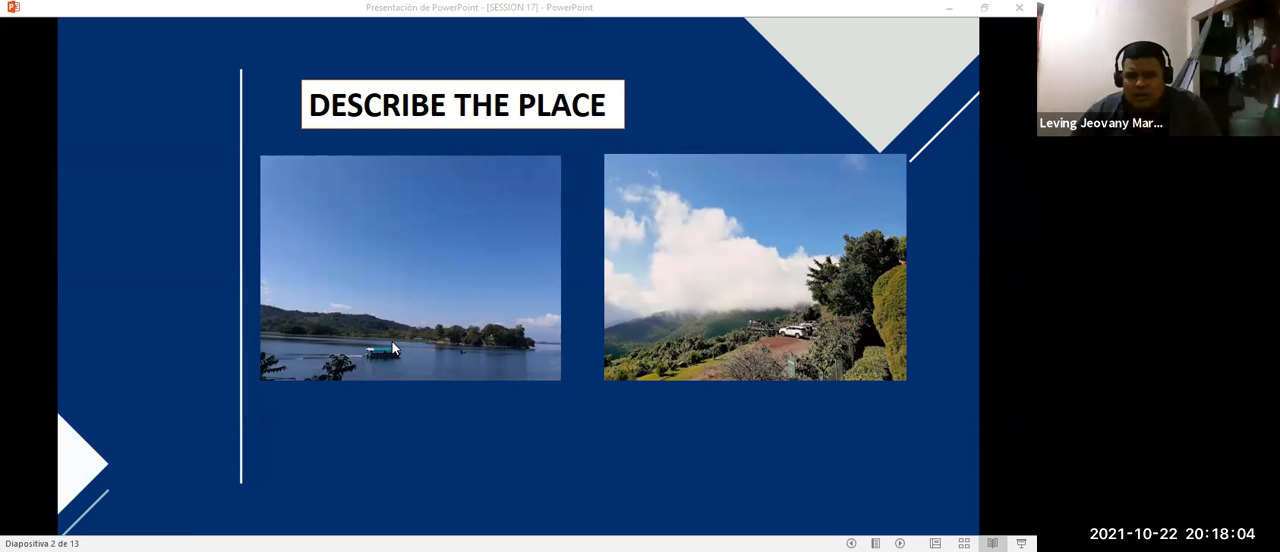 Presentación de PowerPoint - [SESSION 17] - PowerPoint
DESCRIBE THE PLACE
Leving Jeovany Mar...
2021-10-22 20:18:04
Diapositiva 2 de 13